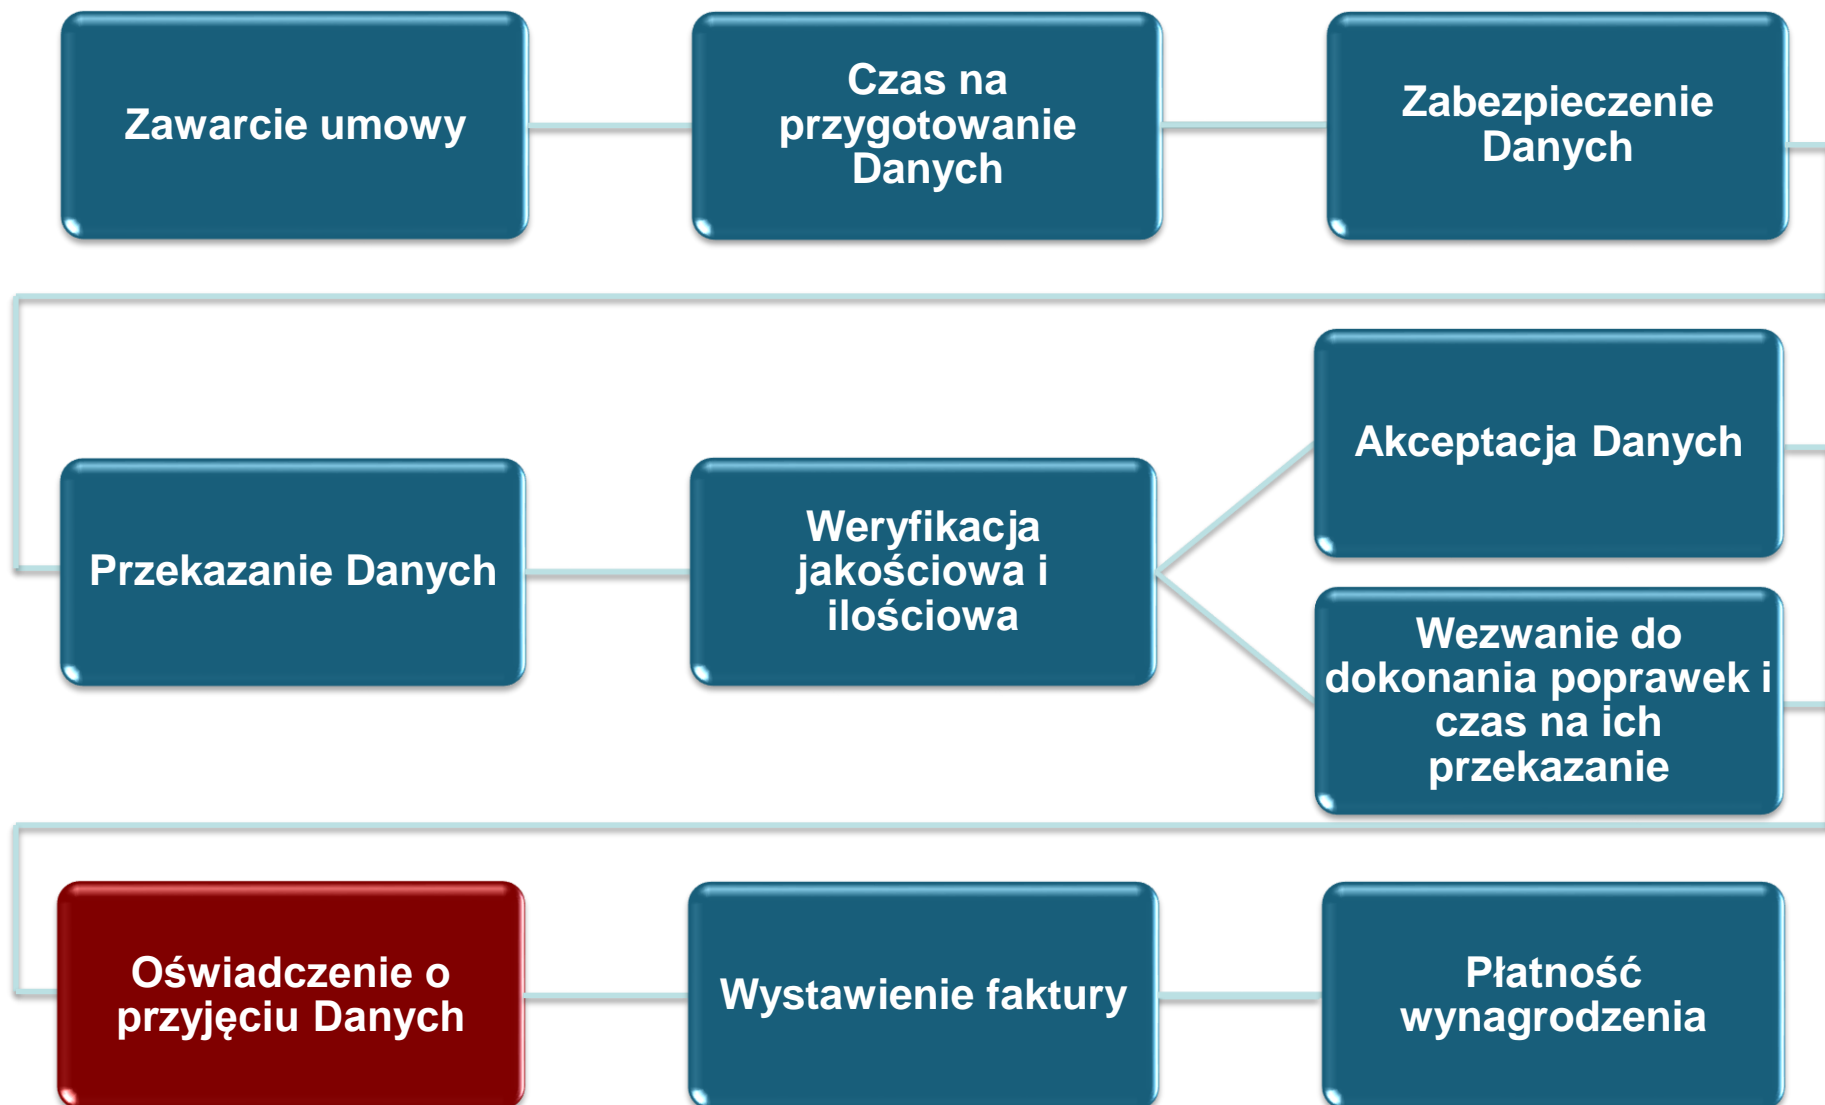 Zawarcie umowy
Czas na
przygotowanie
Danych
Zabezpieczenie
Danych
Przekazanie Danych
Weryfikacja
jakościowa i
ilościowa
Akceptacja Danych
Wezwanie do
dokonania poprawek i
czas na ich
przekazanie
Oświadczenie o
przyjęciu Danych
Wystawienie faktury
Płatność
wynagrodzenia